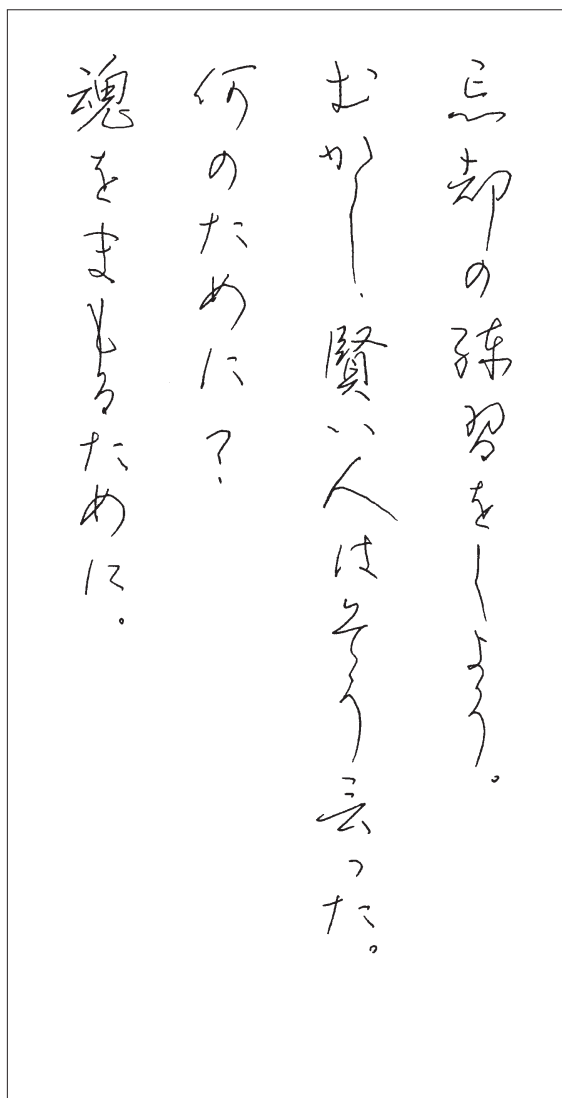 忘却の練習をしよう。
むかし、賢い人はそう言った。
何のために？
魂をまもるために。